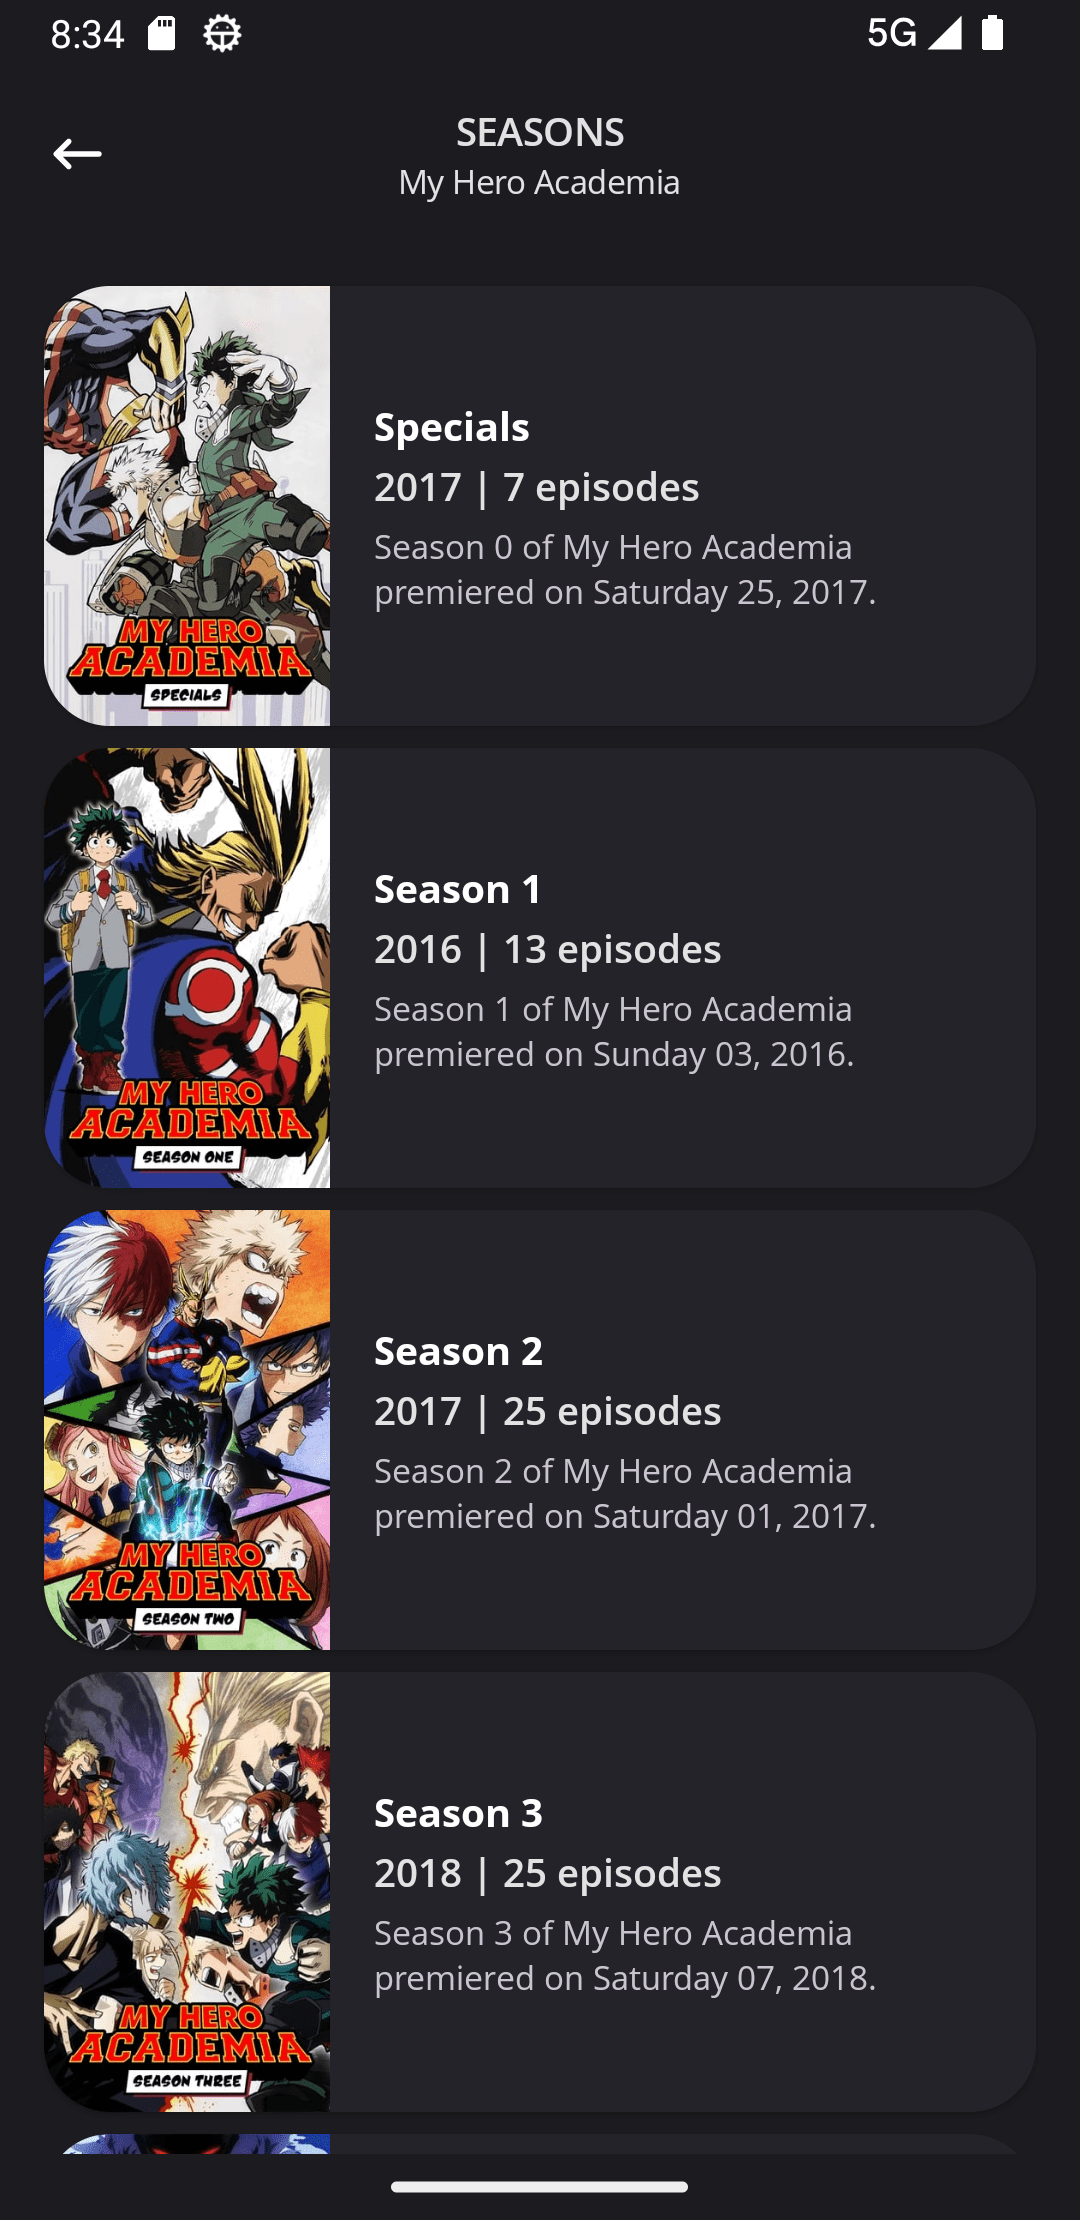 8:34
5G
SEASONS
My Hero Academia
MY HERO
ACADEMIA
SPECIALS
Specials
2017 | 7 episodes
Season 0 of My Hero Academia
premiered on Saturday 25, 2017.
MY HERO
ACADEMIA
SEASON ONE
Season 1
2016 | 13 episodes
Season 1 of My Hero Academia
premiered on Sunday 03, 2016.
MY HERO
ACADEMIA
SEASON TWO
Season 2
2017 | 25 episodes
Season 2 of My Hero Academia
premiered on Saturday 01, 2017.
MY HERO
ACADEMIA
SEASON THREE
Season 3
2018 | 25 episodes
Season 3 of My Hero Academia
premiered on Saturday 07, 2018.